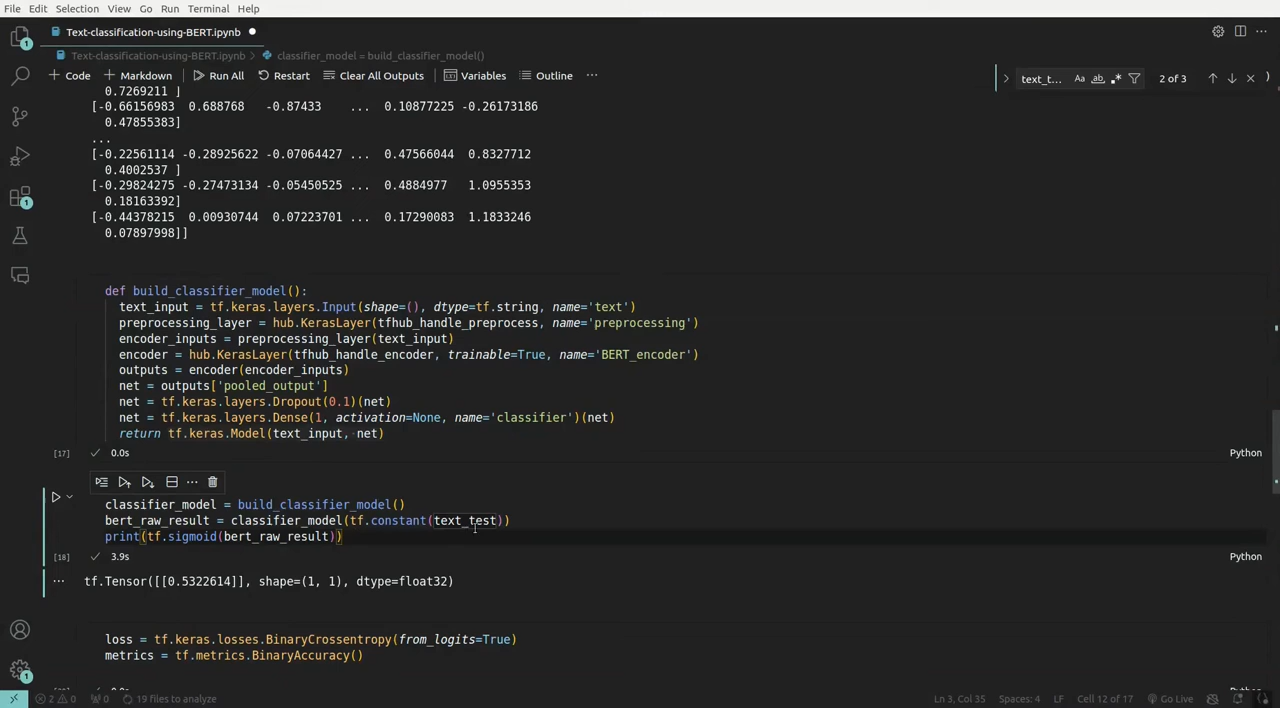 File Edit Selection View Go Run Terminal Help
Text-classification-using-BERT.ipynb
Text-classification-using-BERT.ipynb > classifier_model = build_classifier_model()
+ Code + Markdown Run All Restart Clear All Outputs Variables Outline ...
text_t... Aa ab 2 of 3
0.7269211 ]
[-0.66156983 0.688768 -0.87433 ... 0.10877225 -0.26173186
0.47855383]
...
[-0.22561114 -0.28925622 -0.07064427 ... 0.47566044 0.8327712
0.4002537 ]
[-0.29824275 -0.27473134 -0.05450525 ... 0.4884977 1.0955353
0.18163392]
[-0.44378215 0.00930744 0.07223701 ... 0.17290083 1.1833246
0.07897998]]
def build_classifier_model():
text_input = tf.keras.layers.Input(shape=(), dtype=tf.string, name='text')
preprocessing_layer = hub.KerasLayer(tfhub_handle_preprocess, name='preprocessing')
encoder_inputs = preprocessing_layer(text_input)
encoder = hub.KerasLayer(tfhub_handle_encoder, trainable=True, name='BERT_encoder')
outputs = encoder(encoder_inputs)
net = outputs['pooled_output']
net = tf.keras.layers.Dropout(0.1)(net)
net = tf.keras.layers.Dense(1, activation=None, name='classifier')(net)
return tf.keras.Model(text_input, net)
[17] 0.0s Python
classifier_model = build_classifier_model()
bert_raw_result = classifier_model(tf.constant(text_test))
print(tf.sigmoid(bert_raw_result))
[18] 3.9s Python
... tf.Tensor([[0.5322614]], shape=(1, 1), dtype=float32)
loss = tf.keras.losses.BinaryCrossentropy(from_logits=True)
metrics = tf.metrics.BinaryAccuracy()
2 0 0 19 files to analyze Ln 3, Col 35 Spaces: 4 LF Cell 12 of 17 Go Live